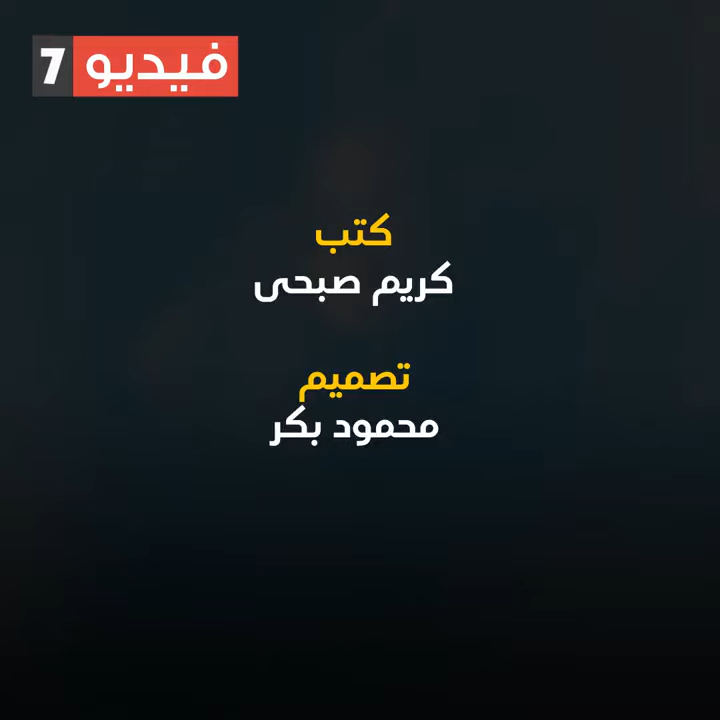 فيديو 7
كتب
كريم صبحى
تصميم
محمود بكر